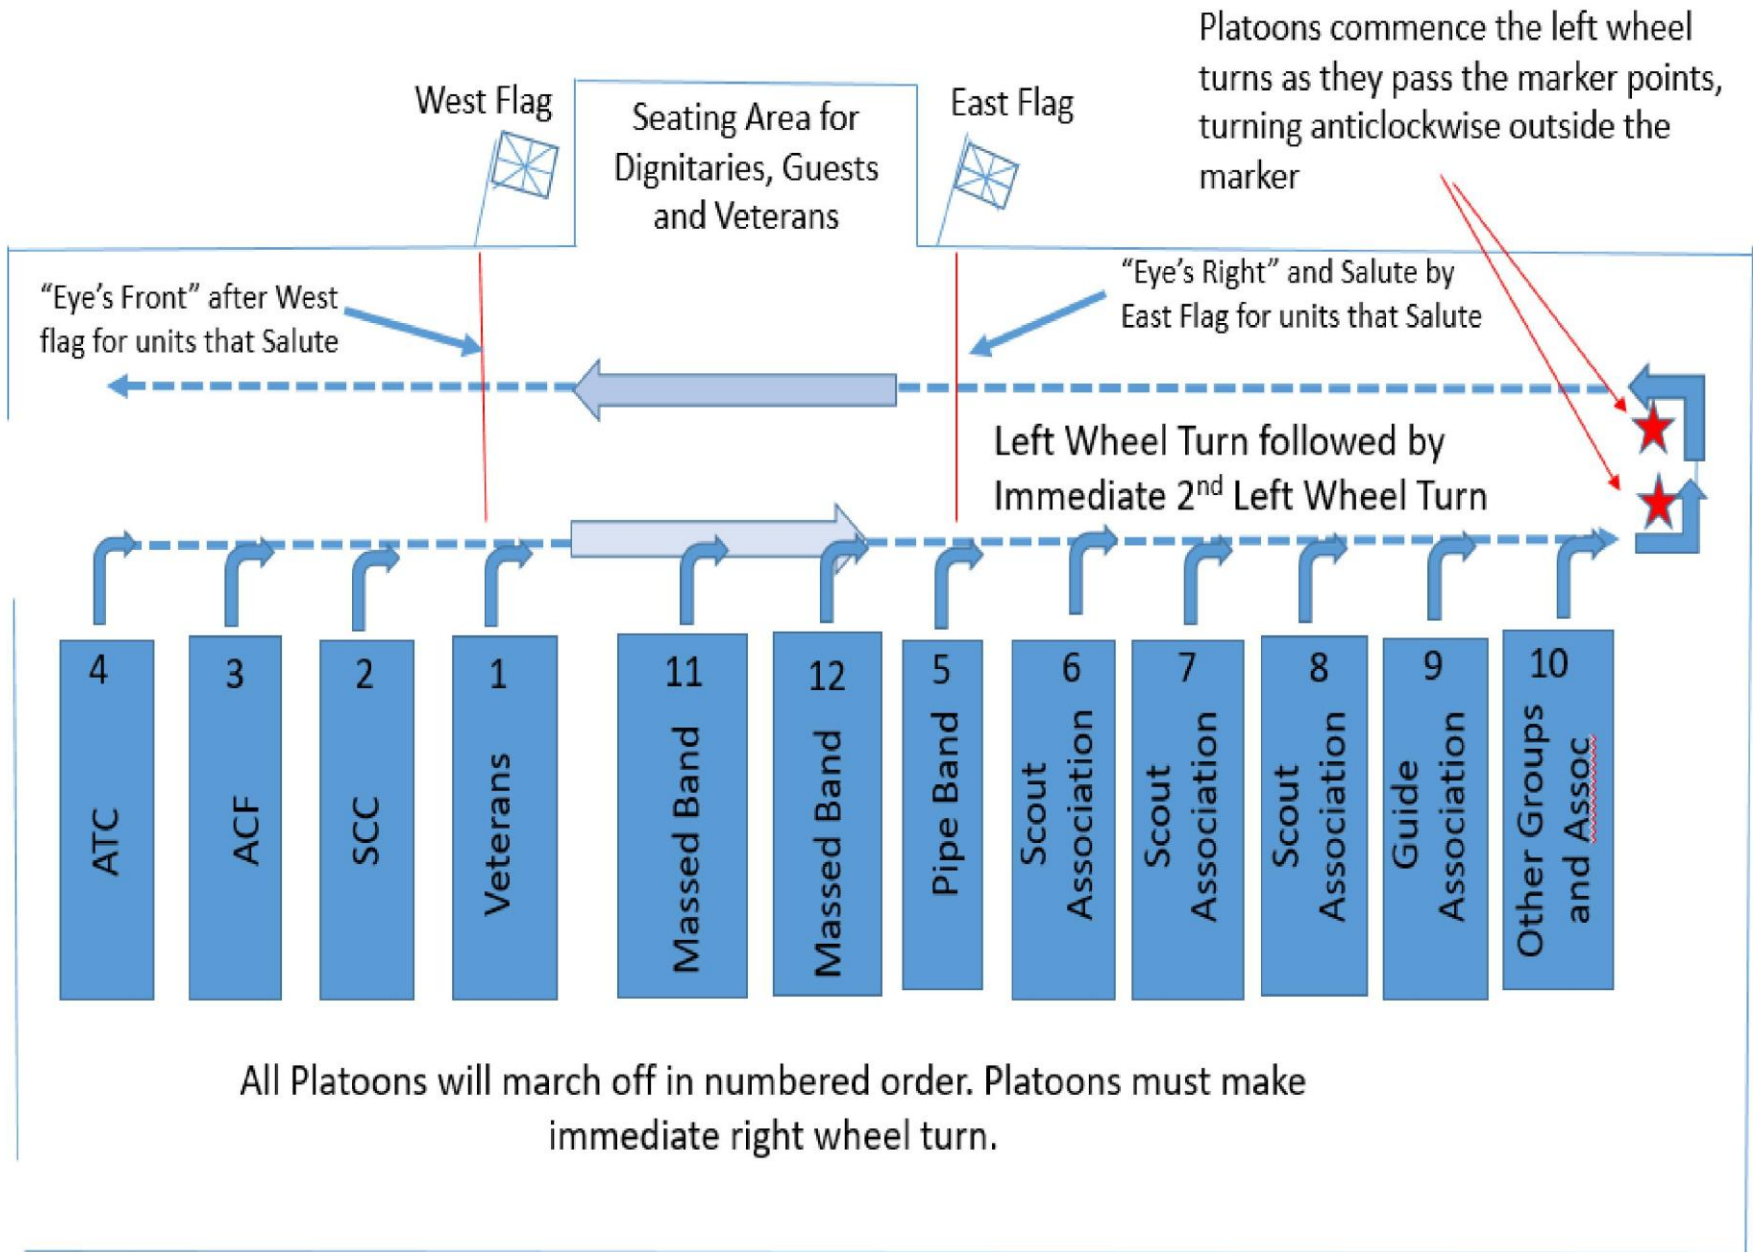 Platoons commence the left wheel
turns as they pass the marker points,
turning anticlockwise outside the
marker
West Flag
Seating Area for
Dignitaries, Guests
and Veterans
East Flag
“Eye’s Front” after West
flag for units that Salute
“Eye’s Right” and Salute by
East Flag for units that Salute
Left Wheel Turn followed by
Immediate 2nd Left Wheel Turn
4
ATC
3
ACF
2
SCC
1
Veterans
11
Massed Band
12
Massed Band
5
Pipe Band
6
Scout
Association
7
Scout
Association
8
Scout
Association
9
Guide
Association
10
Other Groups
and Assoc
All Platoons will march off in numbered order. Platoons must make
immediate right wheel turn.